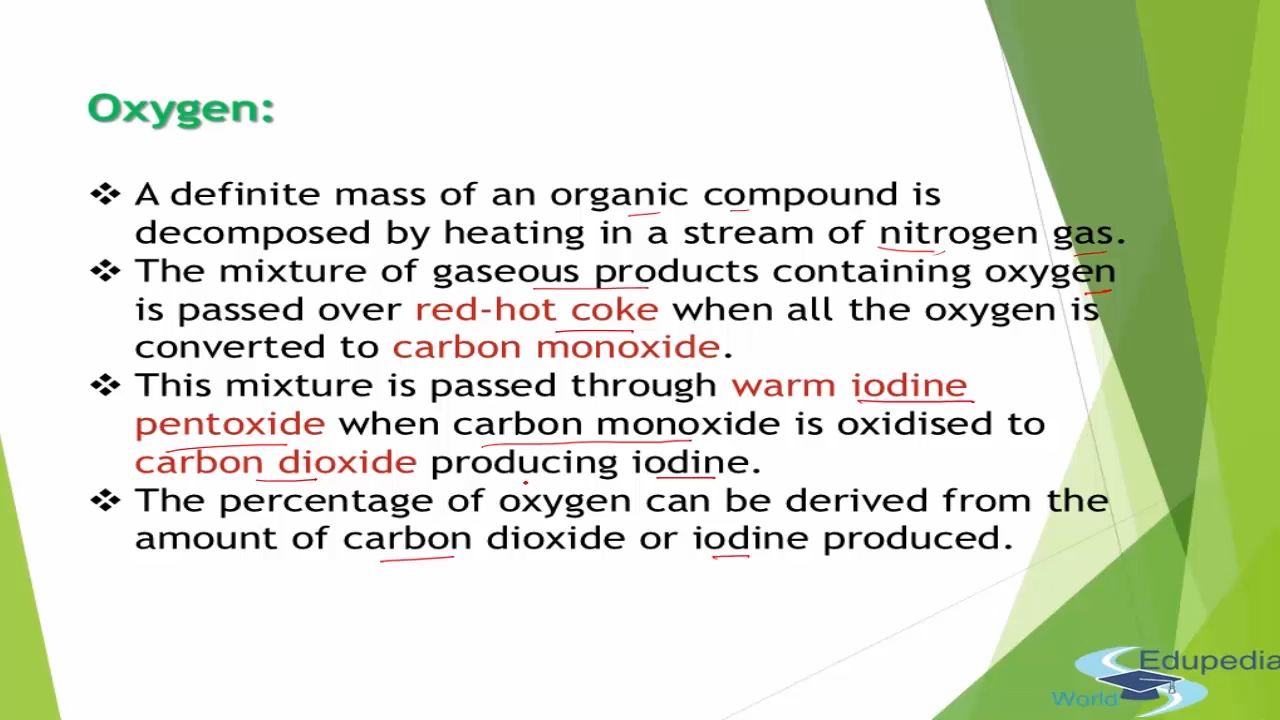 Oxygen:
❖ A definite mass of an organic compound is
decomposed by heating in a stream of nitrogen gas.
❖ The mixture of gaseous products containing oxygen
is passed over red-hot coke when all the oxygen is
converted to carbon monoxide.
❖ This mixture is passed through warm iodine
pentoxide when carbon monoxide is oxidised to
carbon dioxide producing iodine.
❖ The percentage of oxygen can be derived from the
amount of carbon dioxide or iodine produced.
Edupedia
World